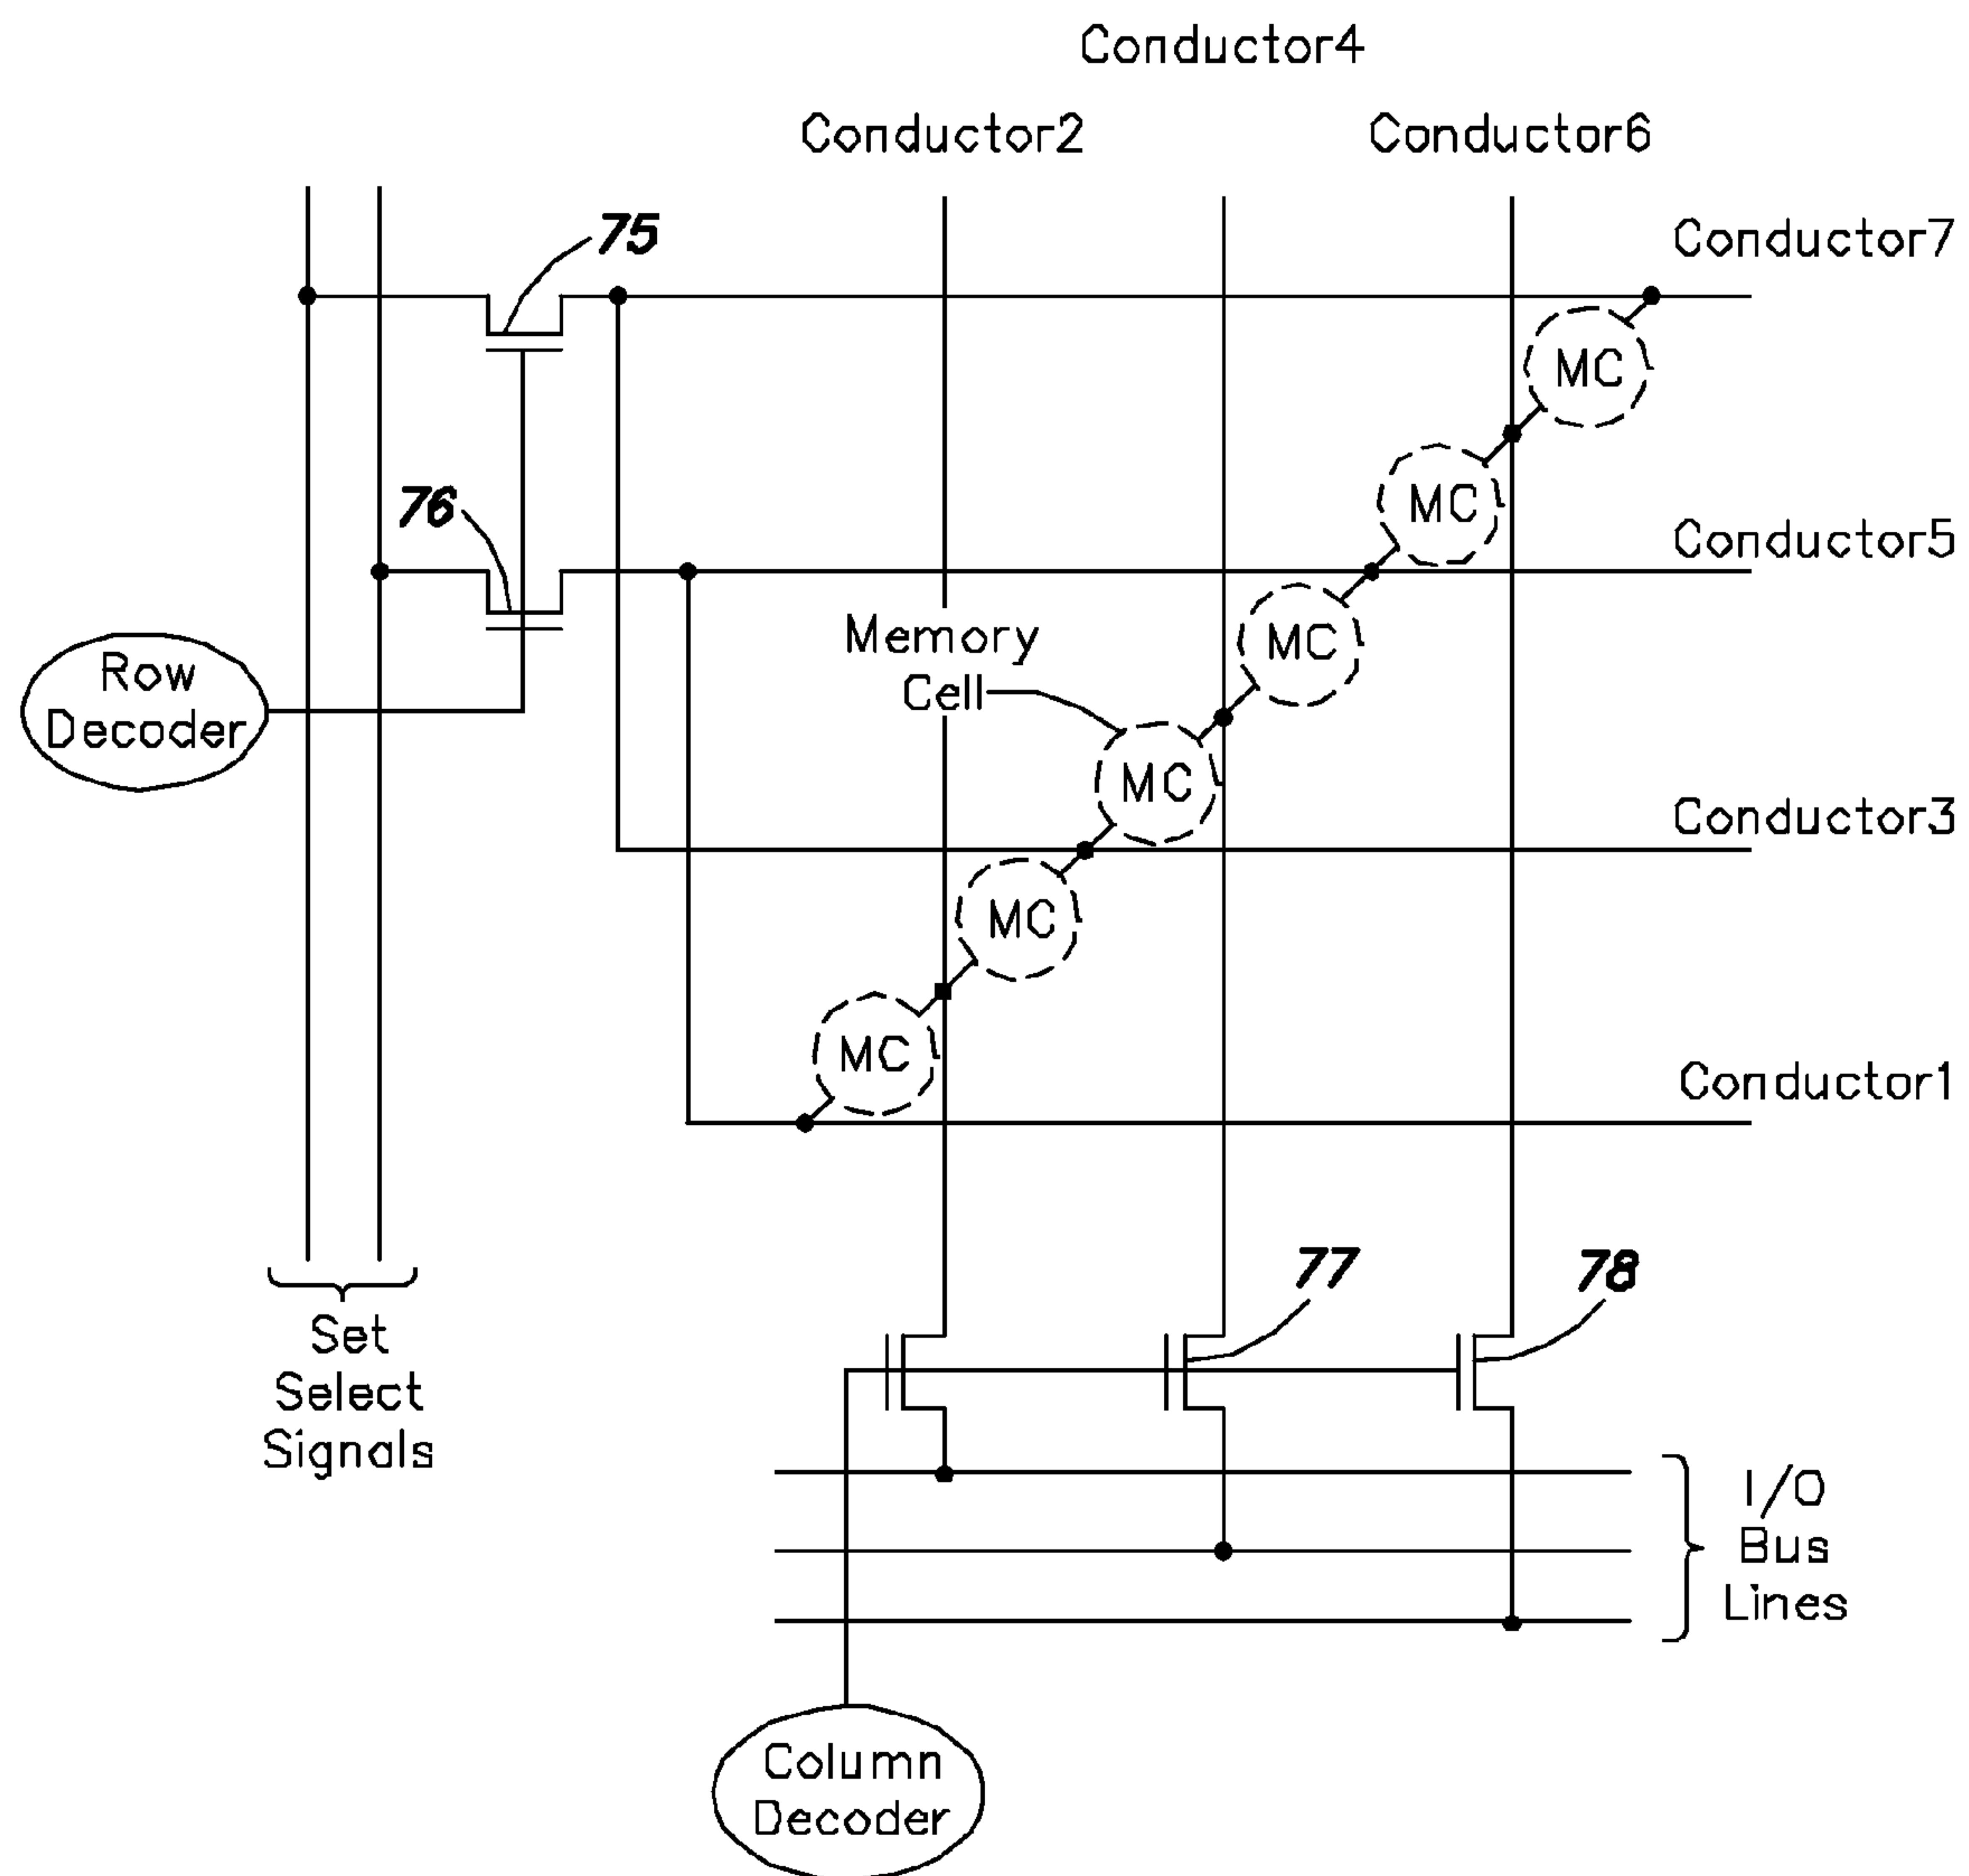 Conductor4
Conductor2
Conductor6
Conductor7
75
MC
76
MC
Conductor5
Memory
Cell
MC
Row
Decoder
MC
Conductor3
MC
MC
Conductor1
77
78
Set
Select
Signals
I/O
Bus
Lines
Column
Decoder